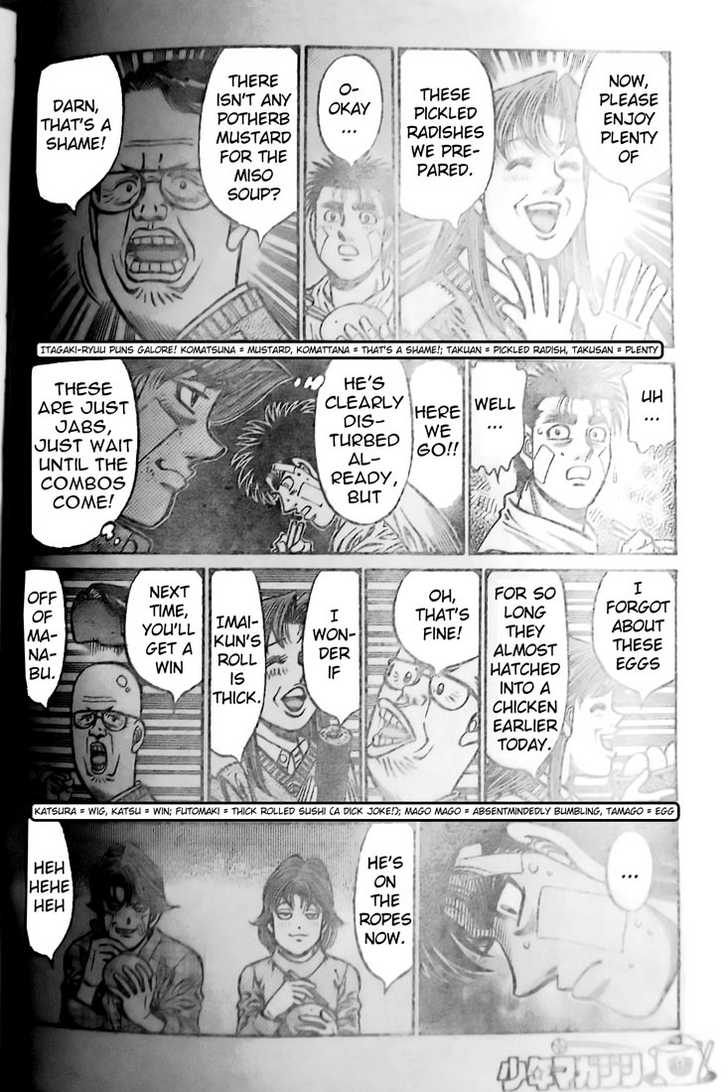 NOW,
PLEASE
ENJOY
PLENTY
OF
THESE
PICKLED
RADISHES
WE PRE-
PARED.
O-
OKAY
...
THERE
ISN'T ANY
POTHERB
MUSTARD
FOR THE
MISO
SOUP?
DARN,
THAT'S A
SHAME!
ITAGAKI-RYUU PUNS GALORE! KOMATSUNA = MUSTARD, KOMATTANA = THAT'S A SHAME!; TAKUAN = PICKLED RADISH, TAKUSAN = PLENTY
UH
...
WELL
...
HERE
WE
GO!!
HE'S
CLEARLY
DIS-
TURBED
AL-
READY,
BUT
THESE
ARE JUST
JABS,
JUST WAIT
UNTIL THE
COMBOS
COME!
I
FORGOT
ABOUT
THESE
EGGS
FOR SO
LONG
THEY
ALMOST
HATCHED
INTO A
CHICKEN
EARLIER
TODAY.
OH,
THAT'S
FINE!
I
WON-
DER
IF
IMAI-
KUN'S
ROLL
IS
THICK.
NEXT
TIME,
YOU'LL
GET A
WIN
OFF
OF
MA-
NA-
BU.
KATSURA = WIG, KATSU = WIN; FUTOMAKI = THICK ROLLED SUSHI (A DICK JOKE!); MAGO MAGO = ABSENTMINDEDLY BUMBLING, TAMAGO = EGG
...
HE'S
ON
THE
ROPES
NOW.
HEH
HEHE
HEH
少年マガジン